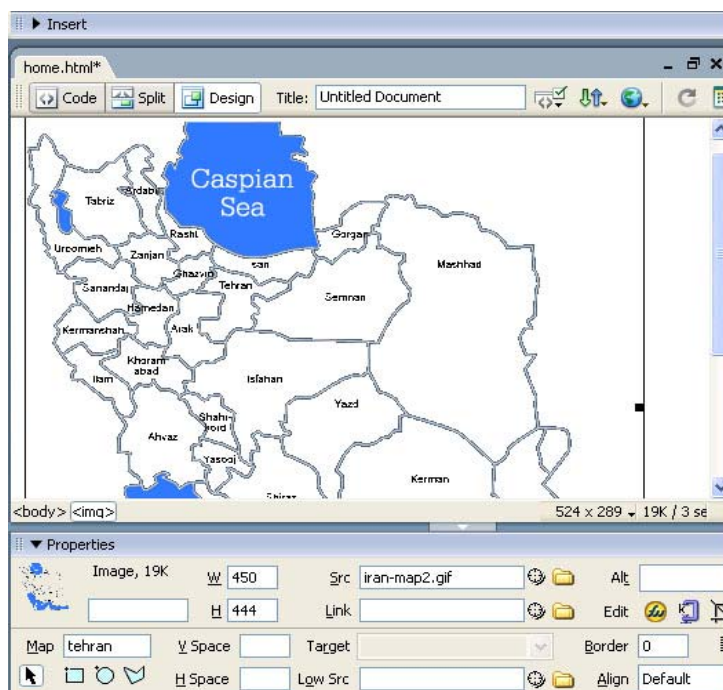 Insert
home.html*
Code Split Design Title: Untitled Document
Caspian
Sea
Ardabil
Tabriz
Rasht
Gorgan
Uroomeh
Zanjan
san
Mashhad
Ghazvin
Sanandaj
Tehran
Semnan
Hamedan
Kermanshah
Arak
Khoram
abad
Ilam
Isfahan
Yazd
Shahr
kord
Ahvaz
Yasooj
Kerman
Shiraz
<body> <img> 524 x 289 19K / 3 se
Properties
Image, 19K W 450 Src iran-map2.gif Alt
H 444 Link Edit
Map tehran V Space Target Border 0
H Space Low Src Align Default